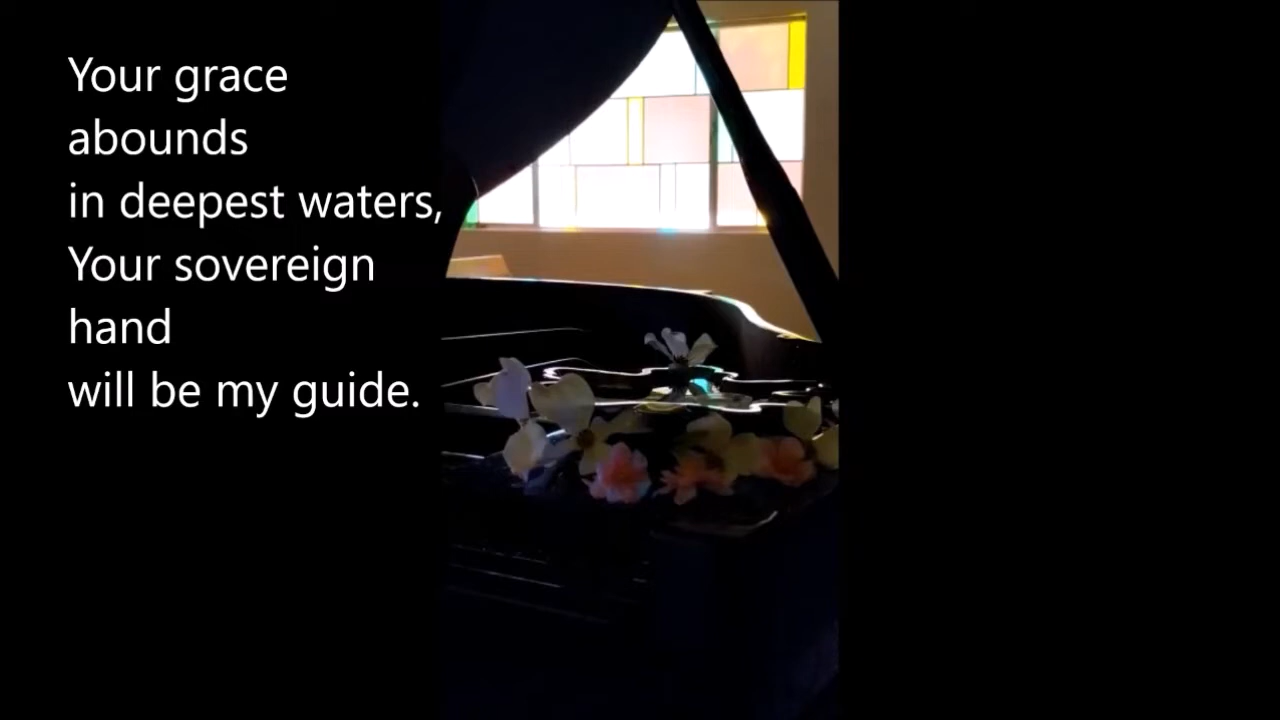 Your grace
abounds
in deepest waters,
Your sovereign
hand
will be my guide.